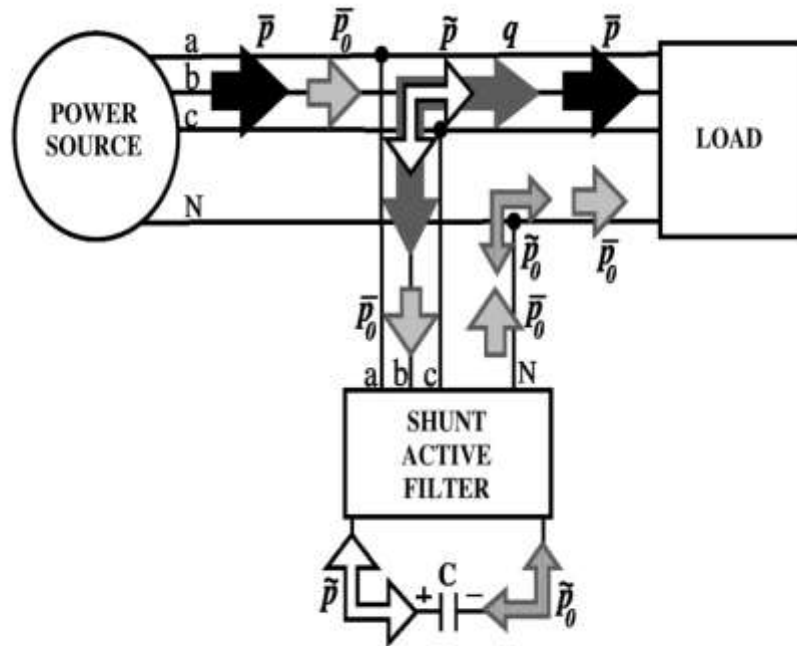 a p̄ p̄₀ p̃ q p̄
b
POWER
SOURCE
c
LOAD
N
p̃₀ p̄₀
p̄₀ p̄₀
a b c N
SHUNT
ACTIVE
FILTER
p̃ + C − p̃₀